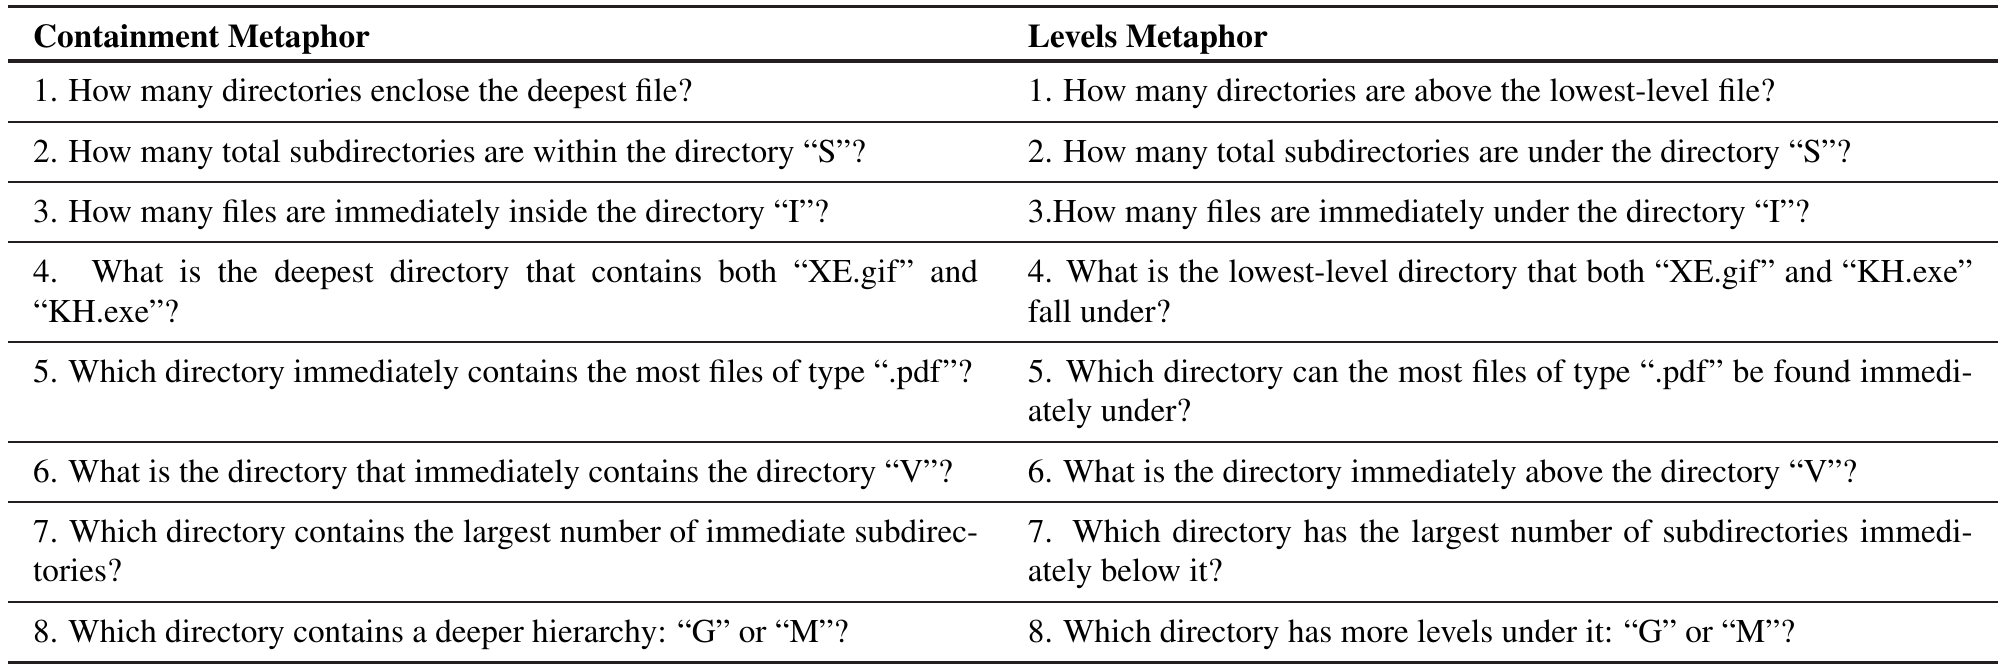 Containment Metaphor
Levels Metaphor
1. How many directories enclose the deepest file?
1. How many directories are above the lowest-level file?
2. How many total subdirectories are within the directory “S”?
2. How many total subdirectories are under the directory “S”?
3. How many files are immediately inside the directory “I”?
3.How many files are immediately under the directory “I”?
4. What is the deepest directory that contains both “XE.gif” and
“KH.exe”?
4. What is the lowest-level directory that both “XE.gif” and “KH.exe”
fall under?
5. Which directory immediately contains the most files of type “.pdf”?
5. Which directory can the most files of type “.pdf” be found immedi-
ately under?
6. What is the directory that immediately contains the directory “V”?
6. What is the directory immediately above the directory “V”?
7. Which directory contains the largest number of immediate subdirec-
tories?
7. Which directory has the largest number of subdirectories immedi-
ately below it?
8. Which directory contains a deeper hierarchy: “G” or “M”?
8. Which directory has more levels under it: “G” or “M”?